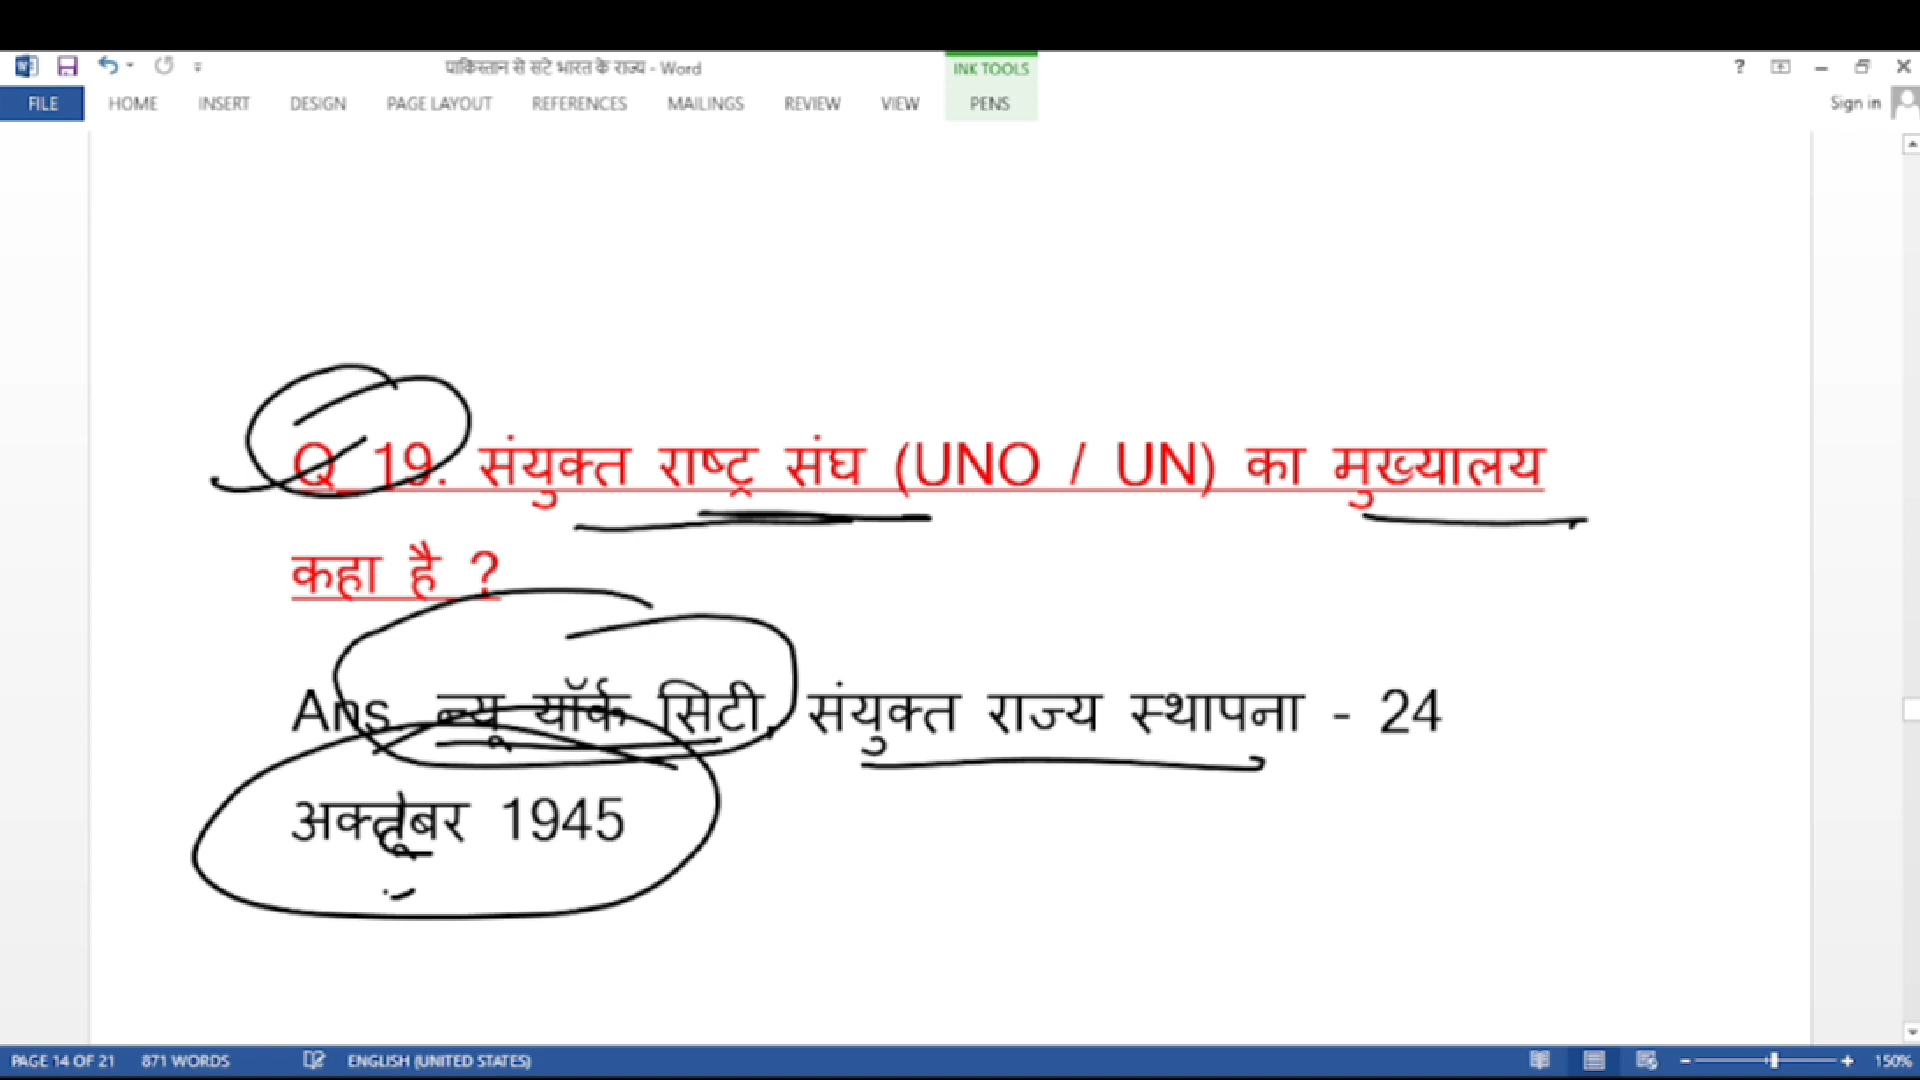 पाकिस्तान से सटे भारत के राज्य - Word
INK TOOLS
?
FILE HOME INSERT DESIGN PAGE LAYOUT REFERENCES MAILINGS REVIEW VIEW PENS
Sign in
Q 19. संयुक्त राष्ट्र संघ (UNO / UN) का मुख्यालय
कहा है ?
Ans न्यू यॉर्क सिटी, संयुक्त राज्य स्थापना - 24
अक्तूबर 1945
PAGE 14 OF 21 871 WORDS ENGLISH (UNITED STATES) 150%